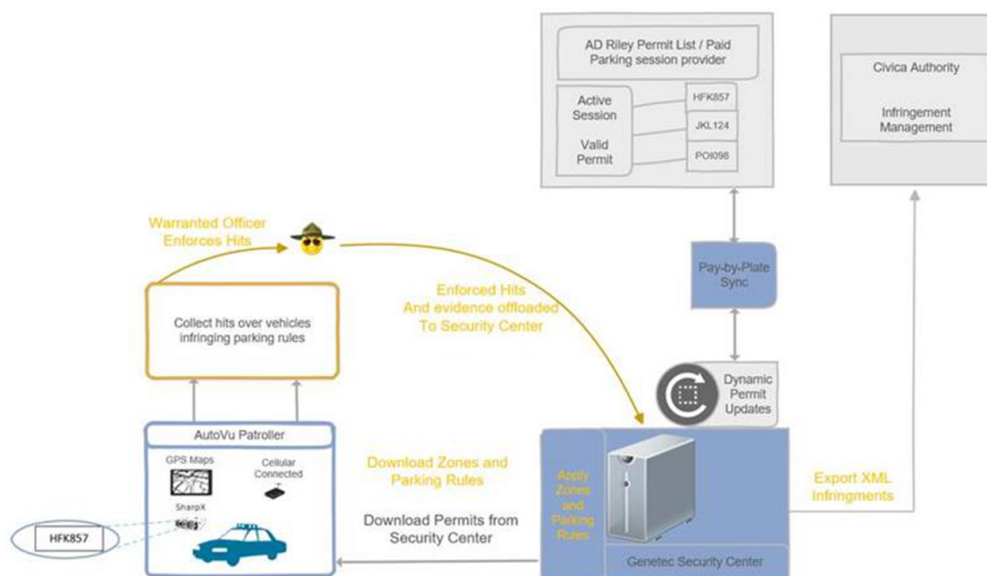 AD Riley Permit List / Paid
Parking session provider
Active
Session
Valid
Permit
HFK857
JKL124
POI098
Civica Authority
Infringement
Management
Warranted Officer
Enforces Hits
Pay-by-Plate
Sync
Enforced Hits
And evidence offloaded
To Security Center
Collect hits over vehicles
infringing parking rules
Dynamic
Permit
Updates
AutoVu Patroller
GPS Maps
Cellular
Connected
SharpX
HFK857
Download Zones and
Parking Rules
Download Permits from
Security Center
Apply
Zones
and
Parking
Rules
Genetec Security Center
Export XML
Infringments